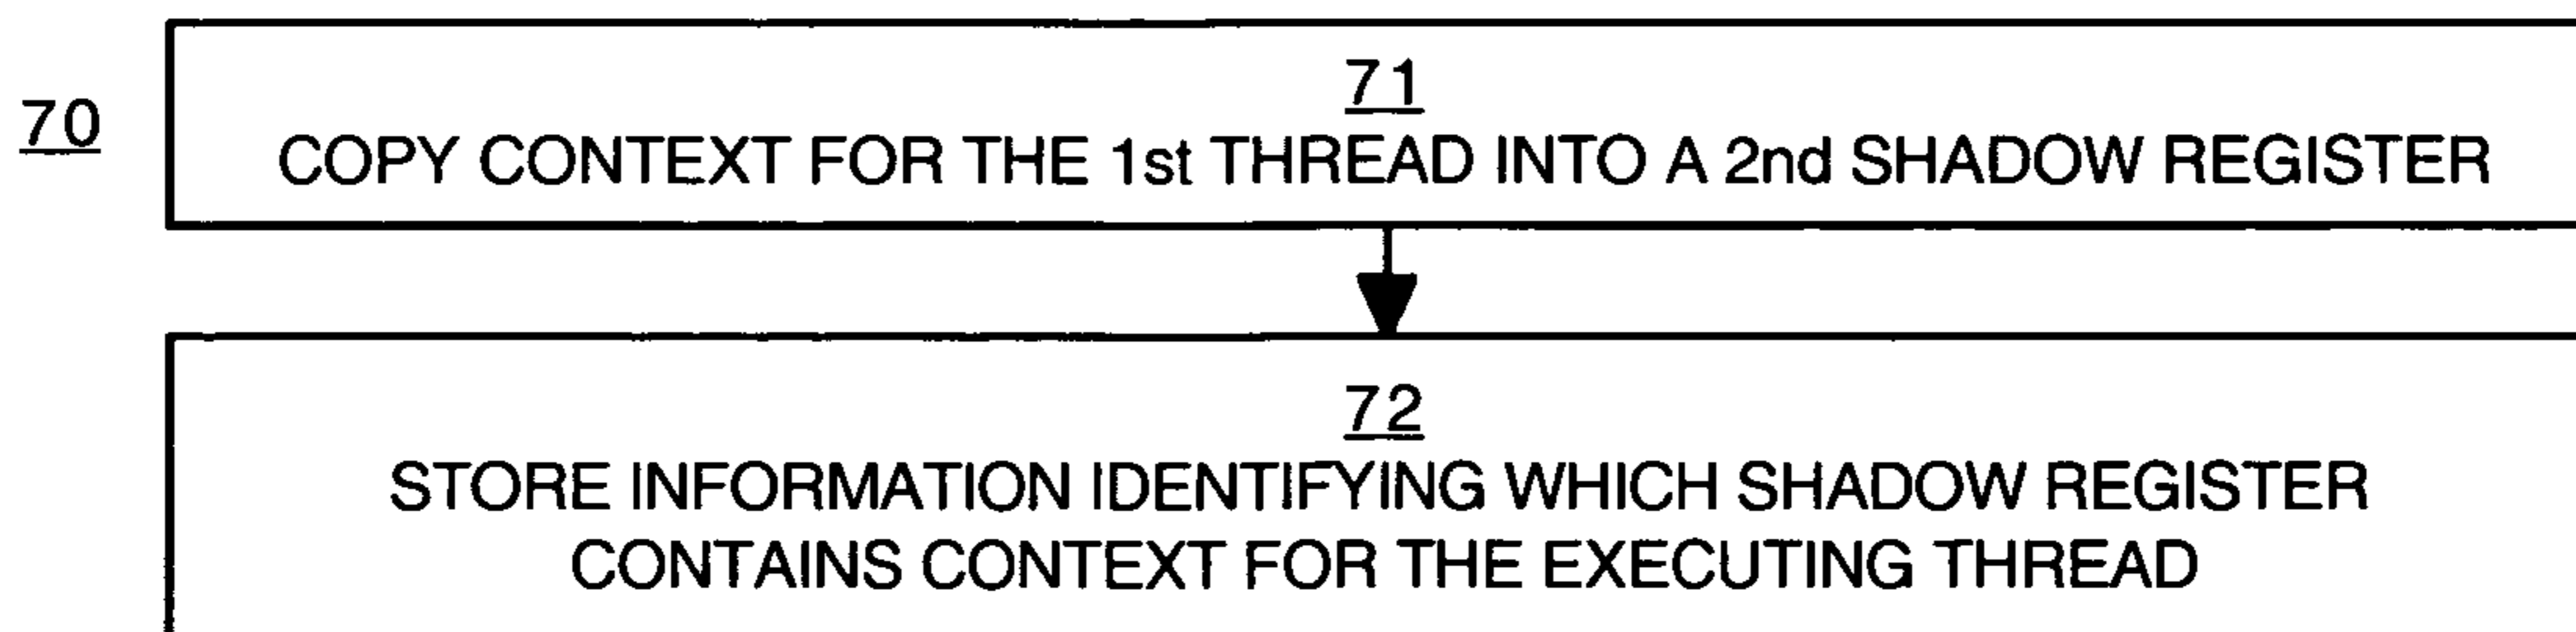 70
71
COPY CONTEXT FOR THE 1st THREAD INTO A 2nd SHADOW REGISTER
72
STORE INFORMATION IDENTIFYING WHICH SHADOW REGISTER
CONTAINS CONTEXT FOR THE EXECUTING THREAD